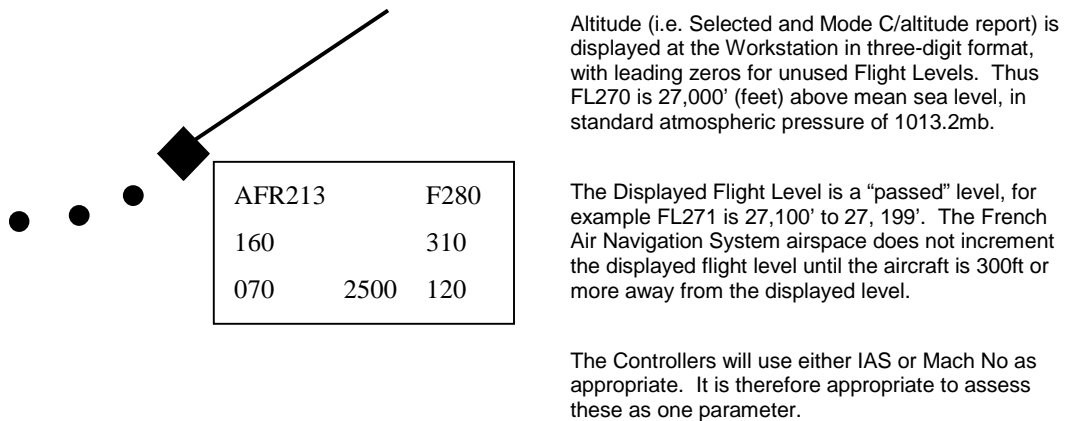 AFR213 F280
160 310
070 2500 120
Altitude (i.e. Selected and Mode C/altitude report) is
displayed at the Workstation in three-digit format,
with leading zeros for unused Flight Levels. Thus
FL270 is 27,000' (feet) above mean sea level, in
standard atmospheric pressure of 1013.2mb.
The Displayed Flight Level is a “passed” level, for
example FL271 is 27,100' to 27, 199'. The French
Air Navigation System airspace does not increment
the displayed flight level until the aircraft is 300ft or
more away from the displayed level.
The Controllers will use either IAS or Mach No as
appropriate. It is therefore appropriate to assess
these as one parameter.